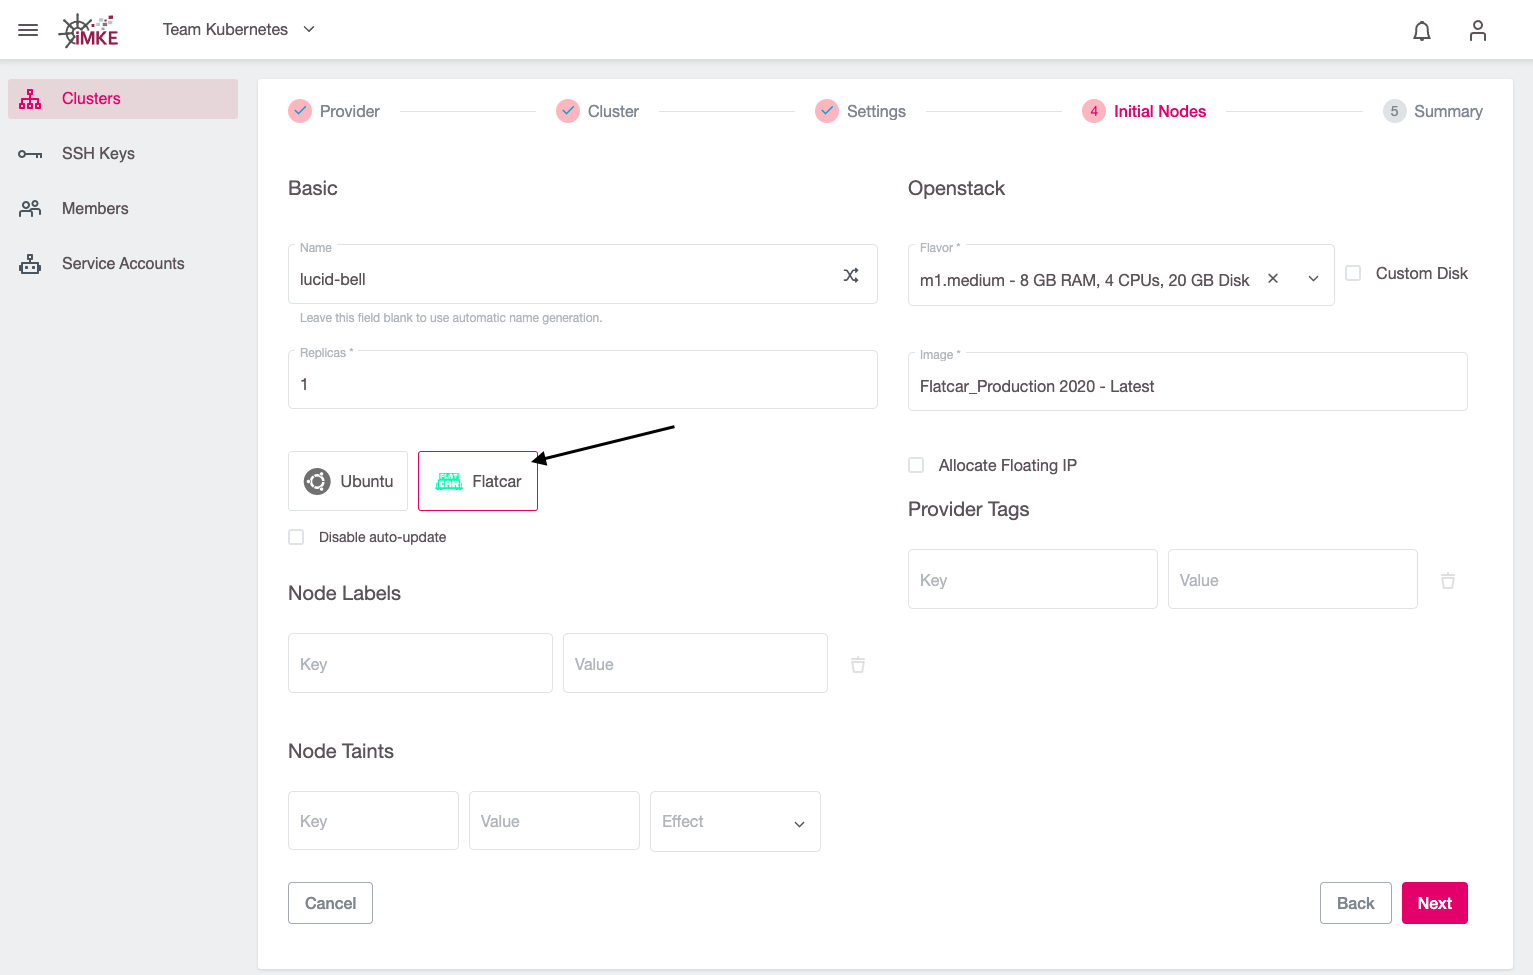 iMKE
Team Kubernetes
Clusters
SSH Keys
Members
Service Accounts
Provider
Cluster
Settings
4 Initial Nodes
5 Summary
Basic
Name
lucid-bell
Leave this field blank to use automatic name generation.
Replicas *
1
Ubuntu
FLAT CAR Flatcar
Disable auto-update
Node Labels
Key
Value
Node Taints
Key
Value
Effect
Openstack
Flavor *
m1.medium - 8 GB RAM, 4 CPUs, 20 GB Disk
Custom Disk
Image *
Flatcar_Production 2020 - Latest
Allocate Floating IP
Provider Tags
Key
Value
Cancel
Back
Next